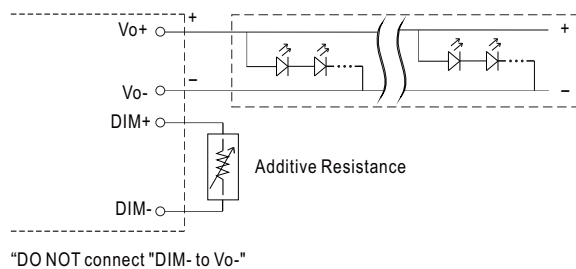 Vo+
+
+
Vo-
−
−
DIM+
Additive Resistance
DIM-
“DO NOT connect "DIM- to Vo-"